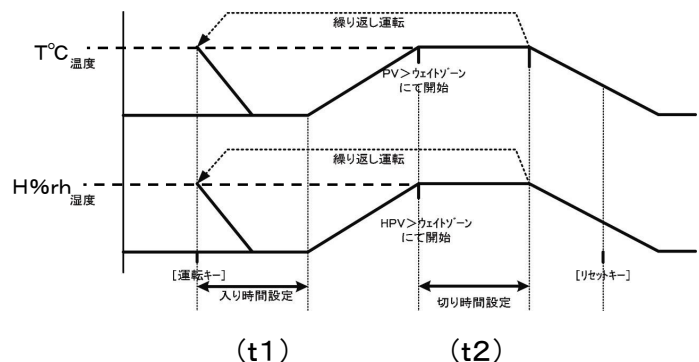 繰り返し運転
T℃ 温度
PV>ウェイトゾーン
にて開始
繰り返し運転
H%rh 湿度
HPV>ウェイトゾーン
にて開始
[運転キー]
[リセットキー]
入り時間設定
切り時間設定
(t1)
(t2)